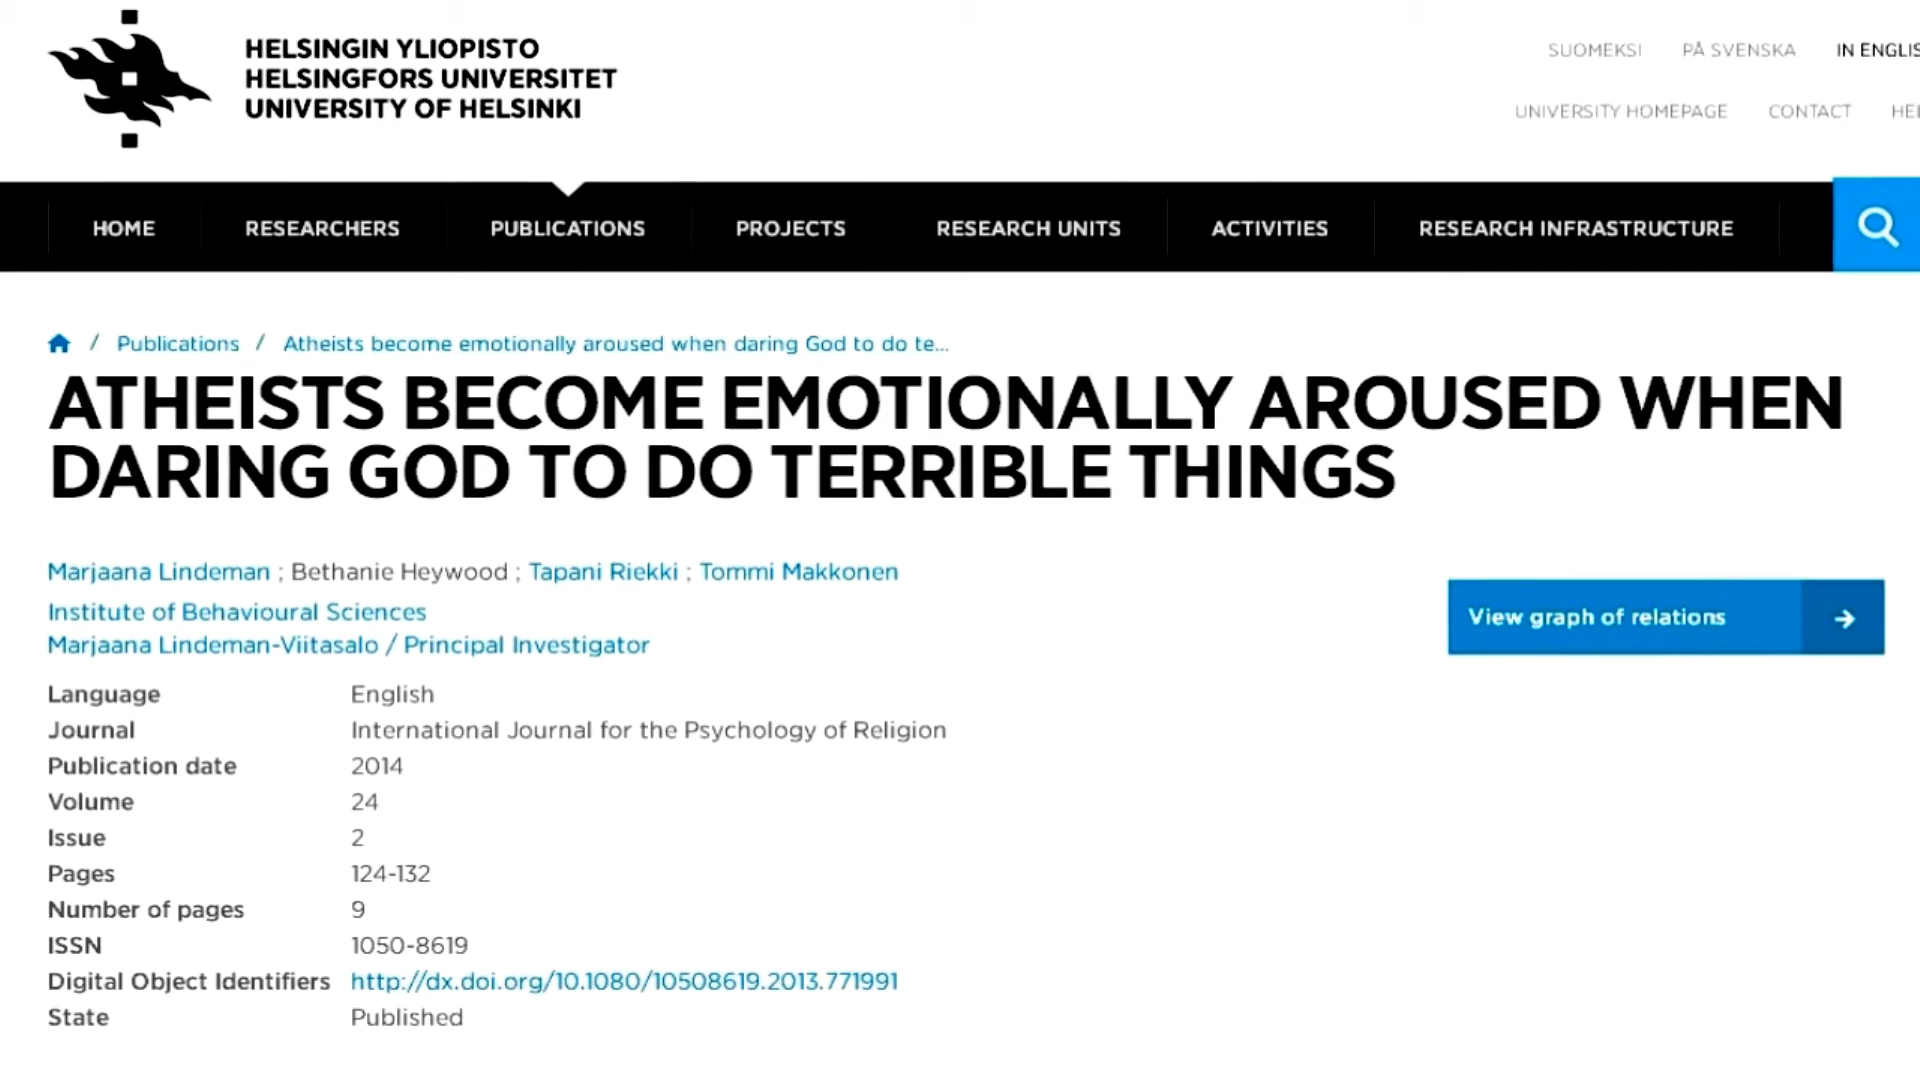 HELSINGIN YLIOPISTO
HELSINGFORS UNIVERSITET
UNIVERSITY OF HELSINKI
SUOMEKSI PÅ SVENSKA IN ENGLIS
UNIVERSITY HOMEPAGE CONTACT
HOME RESEARCHERS PUBLICATIONS PROJECTS RESEARCH UNITS ACTIVITIES RESEARCH INFRASTRUCTURE
/ Publications / Atheists become emotionally aroused when daring God to do te...
ATHEISTS BECOME EMOTIONALLY AROUSED WHEN
DARING GOD TO DO TERRIBLE THINGS
Marjaana Lindeman ; Bethanie Heywood ; Tapani Riekki ; Tommi Makkonen
Institute of Behavioural Sciences
Marjaana Lindeman-Viitasalo / Principal Investigator
View graph of relations
Language English
Journal International Journal for the Psychology of Religion
Publication date 2014
Volume 24
Issue 2
Pages 124-132
Number of pages 9
ISSN 1050-8619
Digital Object Identifiers http://dx.doi.org/10.1080/10508619.2013.771991
State Published